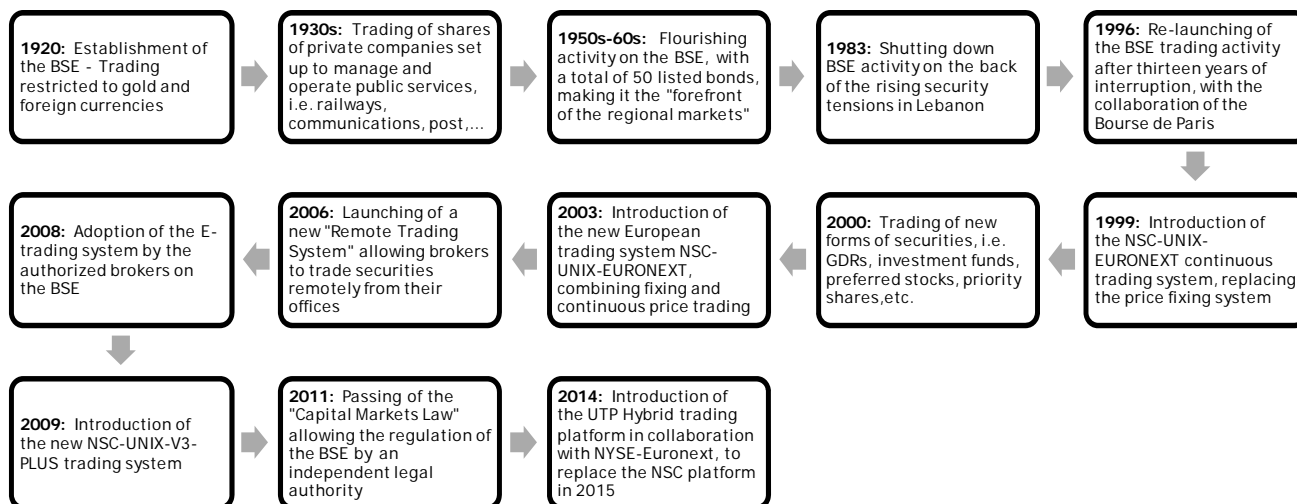 1920: Establishment of
the BSE - Trading
restricted to gold and
foreign currencies
1930s: Trading of shares
of private companies set
up to manage and
operate public services,
i.e. railways,
communications, post,...
1950s-60s: Flourishing
activity on the BSE, with
a total of 50 listed bonds,
making it the "forefront
of the regional markets"
1983: Shutting down
BSE activity on the back
of the rising security
tensions in Lebanon
1996: Re-launching of
the BSE trading activity
after thirteen years of
interruption, with the
collaboration of the
Bourse de Paris
1999: Introduction of
the NSC-UNIX-
EURONEXT continuous
trading system, replacing
the price fixing system
2000: Trading of new
forms of securities, i.e.
GDRs, investment funds,
preferred stocks, priority
shares,etc.
2003: Introduction of
the new European
trading system NSC-
UNIX-EURONEXT,
combining fixing and
continuous price trading
2006: Launching of a
new "Remote Trading
System" allowing brokers
to trade securities
remotely from their
offices
2008: Adoption of the E-
trading system by the
authorized brokers on
the BSE
2009: Introduction of
the new NSC-UNIX-V3-
PLUS trading system
2011: Passing of the
"Capital Markets Law"
allowing the regulation of
the BSE by an
independent legal
authority
2014: Introduction of
the UTP Hybrid trading
platform in collaboration
with NYSE-Euronext, to
replace the NSC platform
in 2015